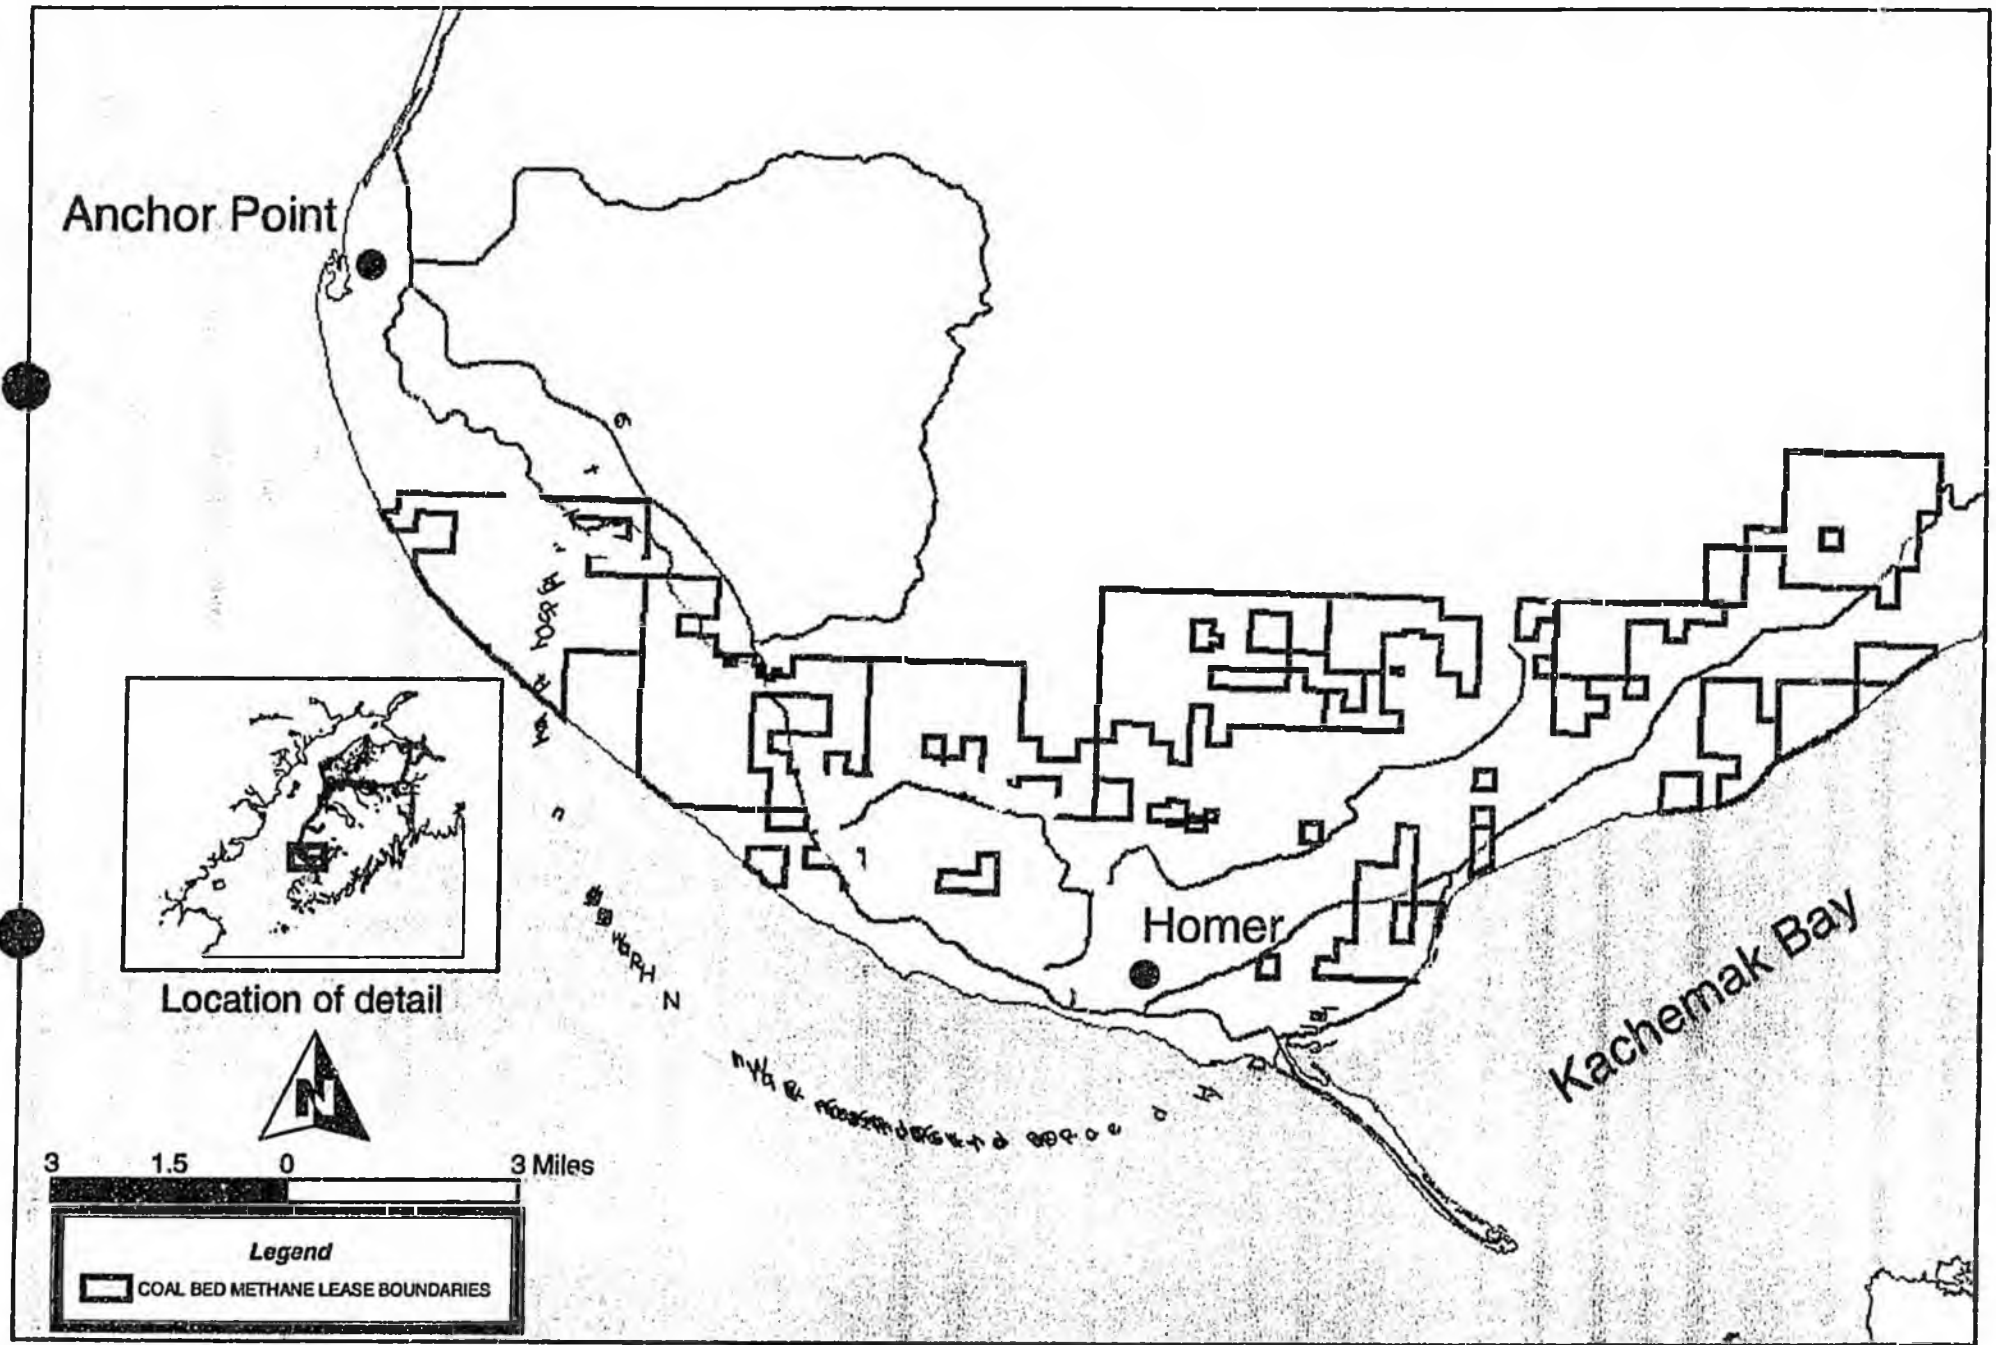 Anchor Point
Homer
Kachemak Bay
Location of detail
N
3 1.5 0 3 Miles
Legend
COAL BED METHANE LEASE BOUNDARIES